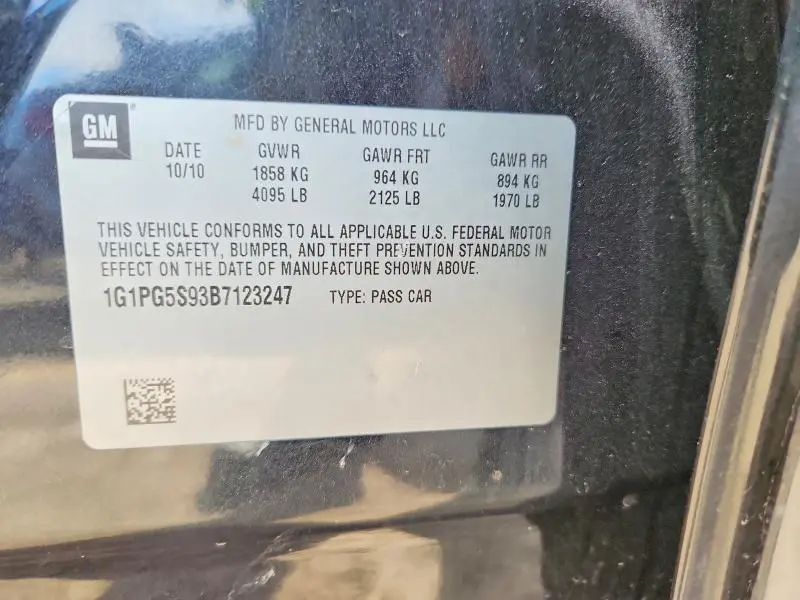 GM
MFD BY GENERAL MOTORS LLC
DATE GVWR GAWR FRT GAWR RR
10/10 1858 KG 964 KG 894 KG
4095 LB 2125 LB 1970 LB
THIS VEHICLE CONFORMS TO ALL APPLICABLE U.S. FEDERAL MOTOR
VEHICLE SAFETY, BUMPER, AND THEFT PREVENTION STANDARDS IN
EFFECT ON THE DATE OF MANUFACTURE SHOWN ABOVE.
1G1PG5S93B7123247 TYPE: PASS CAR